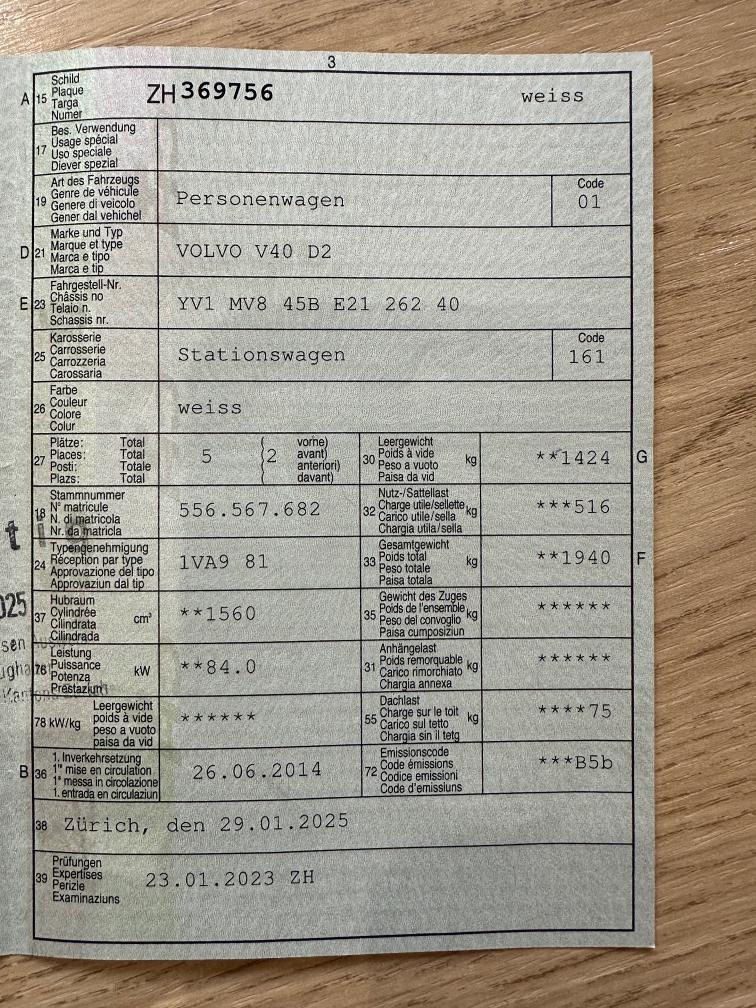 3
A 15 Schild
Plaque
Targa
Numer
ZH 369756 weiss
17 Bes. Verwendung
Usage spécial
Uso speciale
Diever spezial
19 Art des Fahrzeugs
Genre de véhicule
Genere di veicolo
Gener dal vehichel
Personenwagen
Code
01
D 21 Marke und Typ
Marque et type
Marca e tipo
Marca e tip
VOLVO V40 D2
E 23 Fahrgestell-Nr.
Châssis no
Telaio n.
Schassis nr.
YV1 MV8 45B E21 262 40
25 Karosserie
Carrosserie
Carrozzeria
Carossaria
Stationswagen
Code
161
26 Farbe
Couleur
Colore
Colur
weiss
27 Plätze: Total
Places: Total
Posti: Totale
Plazs: Total
5 2 vorne)
avant)
anteriori)
davant)
30 Leergewicht
Poids à vide kg
Peso a vuoto
Paisa da vid
**1424 G
18 Stammnummer
N° matricule
N. di matricola
Nr. da matricla
556.567.682
32 Nutz-/Sattellast
Charge utile/sellette kg
Carico utile/sella
Chargia utila/sella
***516
24 Typengenehmigung
Réception par type
Approvazione del tipo
Approvaziun dal tip
1VA9 81
33 Gesamtgewicht
Poids total kg
Peso totale
Paisa totala
**1940 F
37 Hubraum
Cylindrée cm³
Cilindrata
Cilindrada
**1560
35 Gewicht des Zuges
Poids de l'ensemble kg
Peso del convoglio
Paisa cumposiziun
******
76 Leistung
Puissance kW
Potenza
Prestaziun
**84.0
31 Anhängelast
Poids remorquable kg
Carico rimorchiato
Chargia annexa
******
78 kW/kg Leergewicht
poids à vide
peso a vuoto
paisa da vid
******
55 Dachlast
Charge sur le toit kg
Carico sul tetto
Chargia sin il tetg
****75
B 36 1. Inverkehrsetzung
1re mise en circulation
1a messa in circolazione
1. entrada en circulaziun
26.06.2014
72 Emissionscode
Code émissions
Codice emissioni
Code d'emissiuns
***B5b
38 Zürich, den 29.01.2025
39 Prüfungen
Expertises
Perizie
Examinaziuns
23.01.2023 ZH